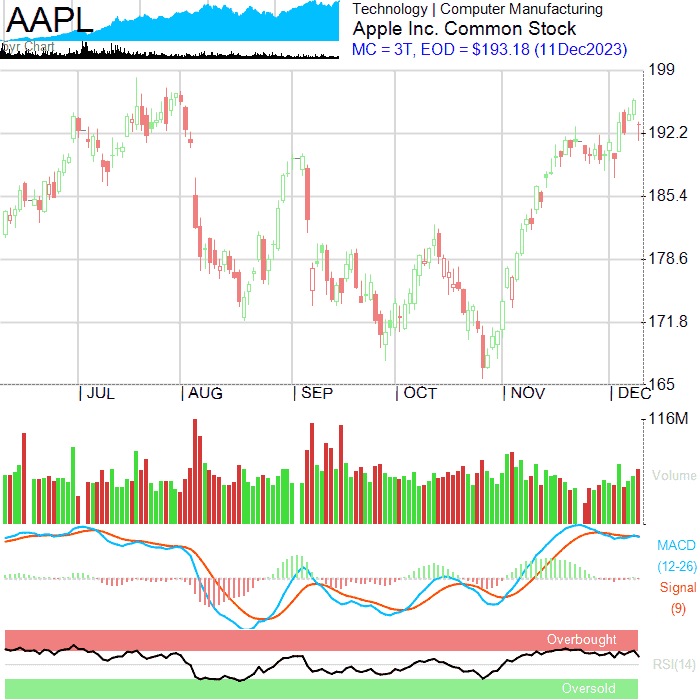 AAPL
Technology | Computer Manufacturing
Apple Inc. Common Stock
MC = 3T, EOD = $193.18 (11Dec2023)
Chart
199
192.2
185.4
178.6
171.8
165
| JUL | AUG | SEP | OCT | NOV | DEC
116M
Volume
MACD
(12-26)
Signal
(9)
Overbought
RSI(14)
Oversold